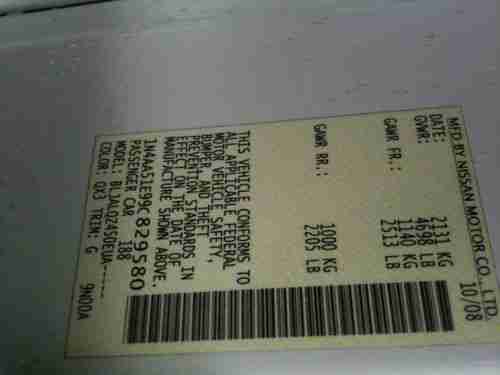 MFD BY NISSAN MOTOR CO., LTD.
DATE: 10/08
GVWR: 2131 KG
4698 LB
GAWR FR.: 1140 KG
2513 LB
GAWR RR.: 1000 KG
2205 LB
THIS VEHICLE CONFORMS TO
ALL APPLICABLE FEDERAL
MOTOR VEHICLE SAFETY,
BUMPER, AND THEFT
PREVENTION STANDARDS IN
EFFECT ON THE DATE OF
MANUFACTURE SHOWN ABOVE.
1N4AA51E99C829580
PASSENGER CAR 188
MODEL: BLJALQZ450EUA-----
COLOR: QX3 TRIM: G 9N00A